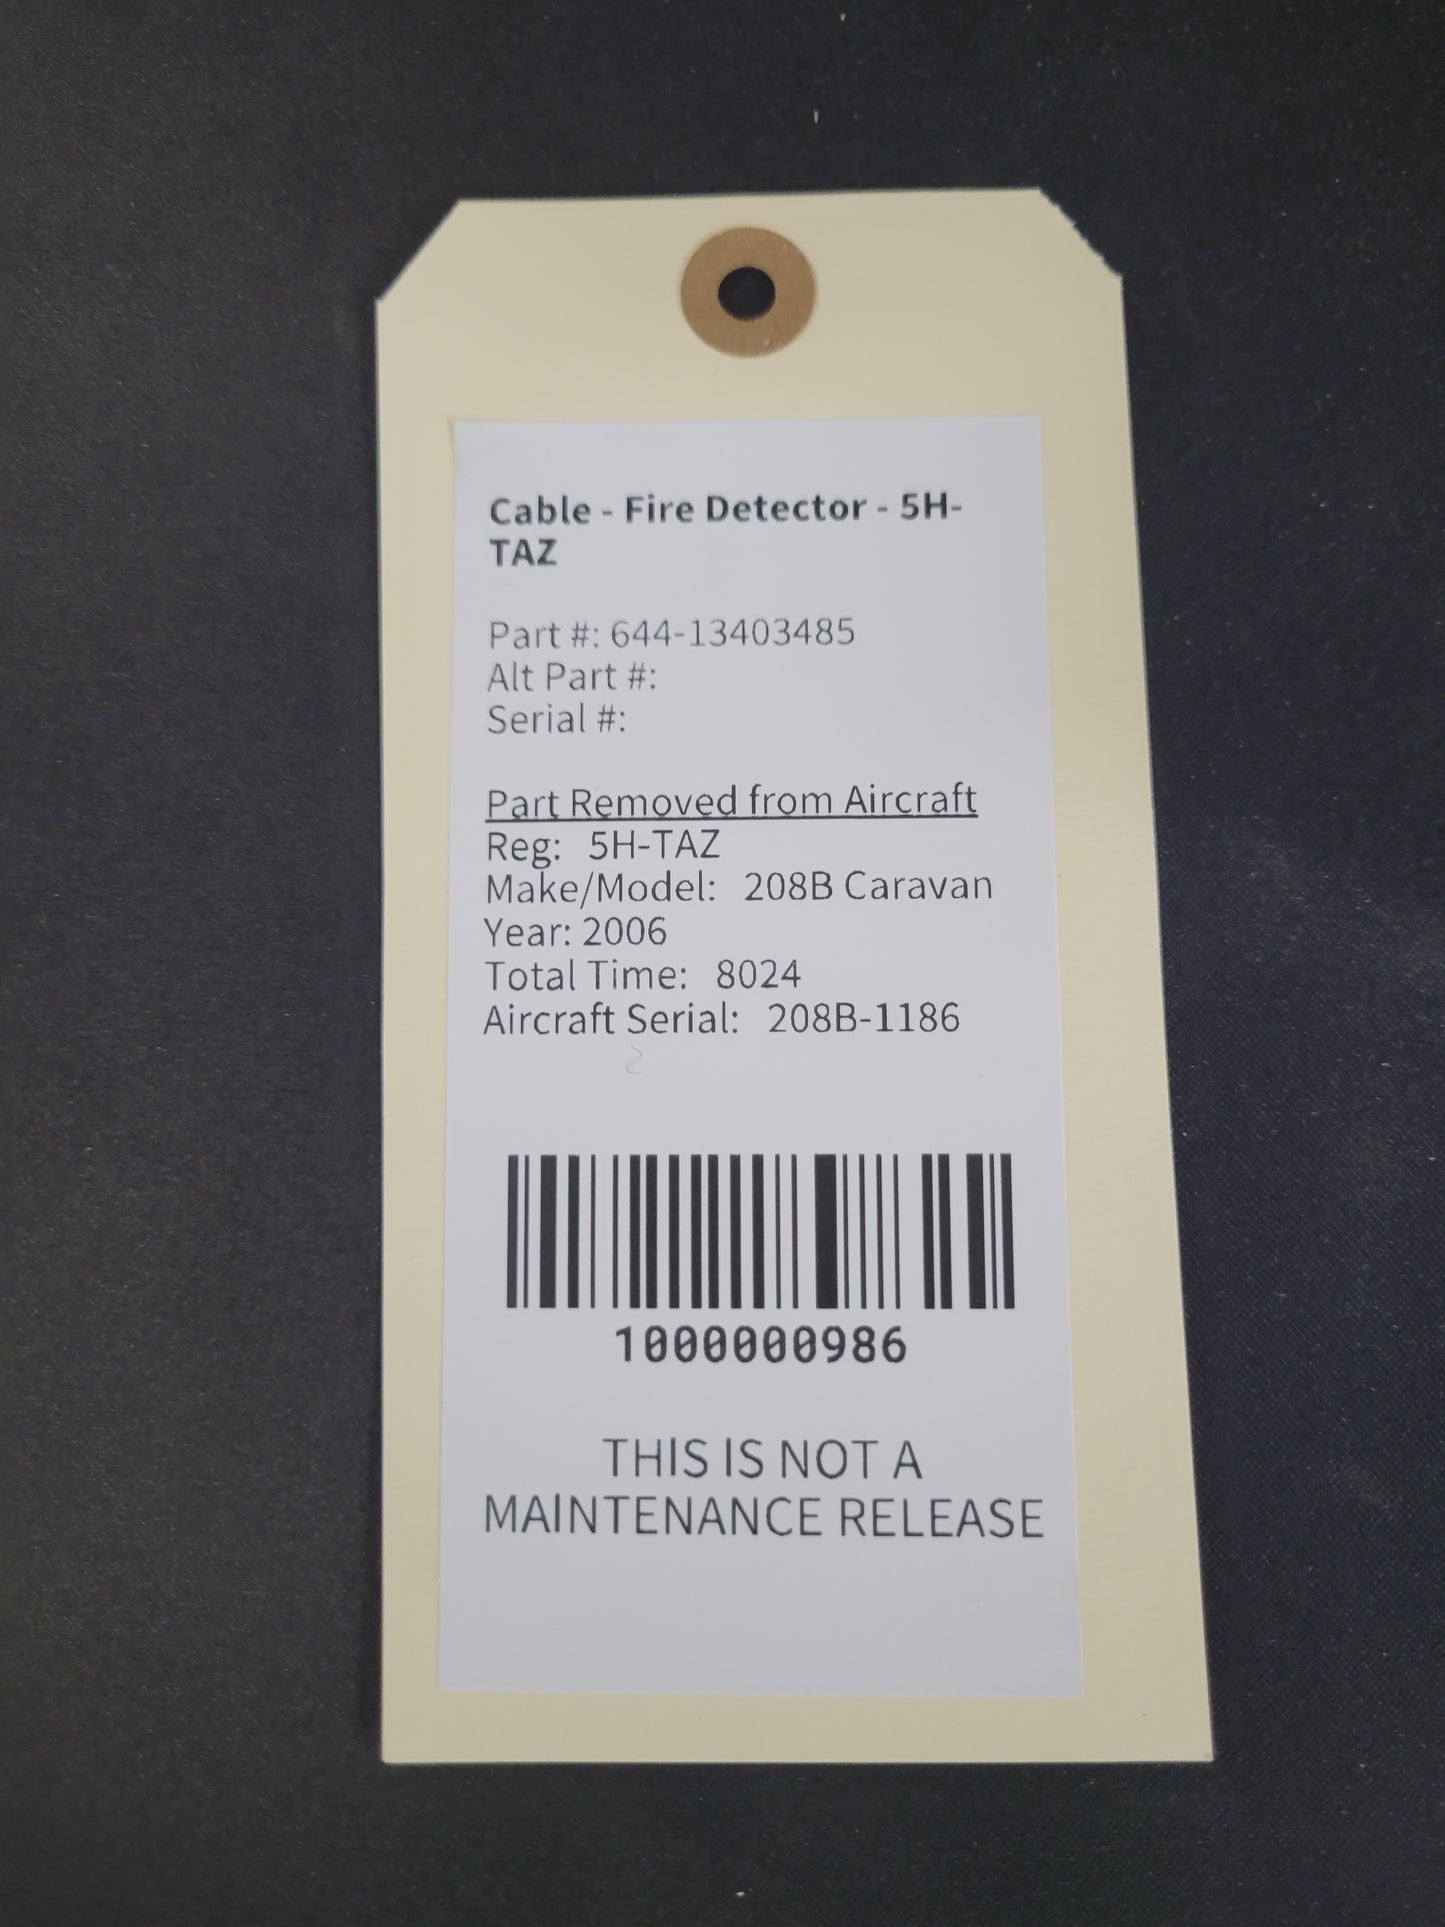 Cable - Fire Detector - 5H-
TAZ
Part #: 644-13403485
Alt Part #:
Serial #:
Part Removed from Aircraft
Reg: 5H-TAZ
Make/Model: 208B Caravan
Year: 2006
Total Time: 8024
Aircraft Serial: 208B-1186
1000000986
THIS IS NOT A
MAINTENANCE RELEASE